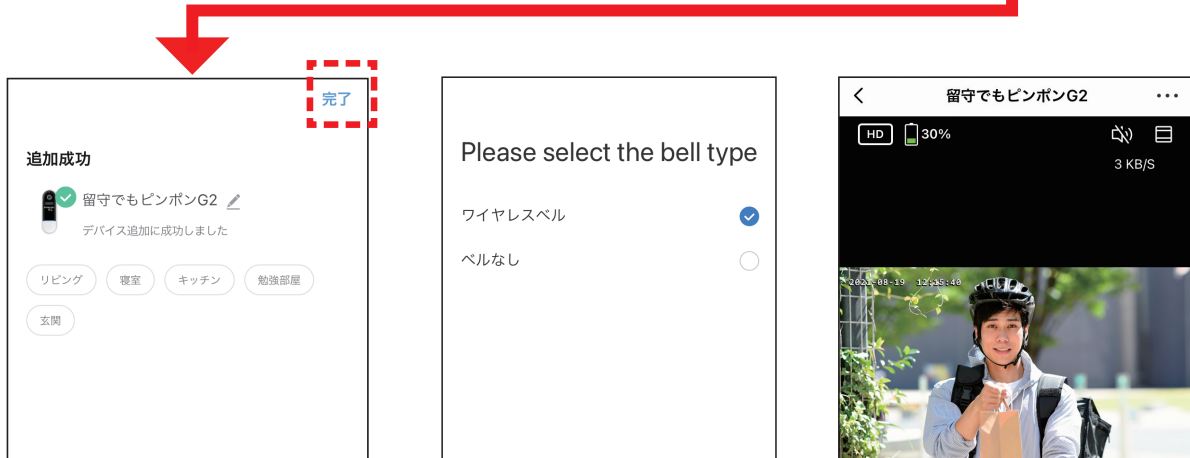 完了
追加成功
留守でもピンポンG2
デバイス追加に成功しました
リビング 寝室 キッチン 勉強部屋
玄関
Please select the bell type
ワイヤレスベル
ベルなし
留守でもピンポンG2
HD 30%
3 KB/S
2021-08-19 12:15:40